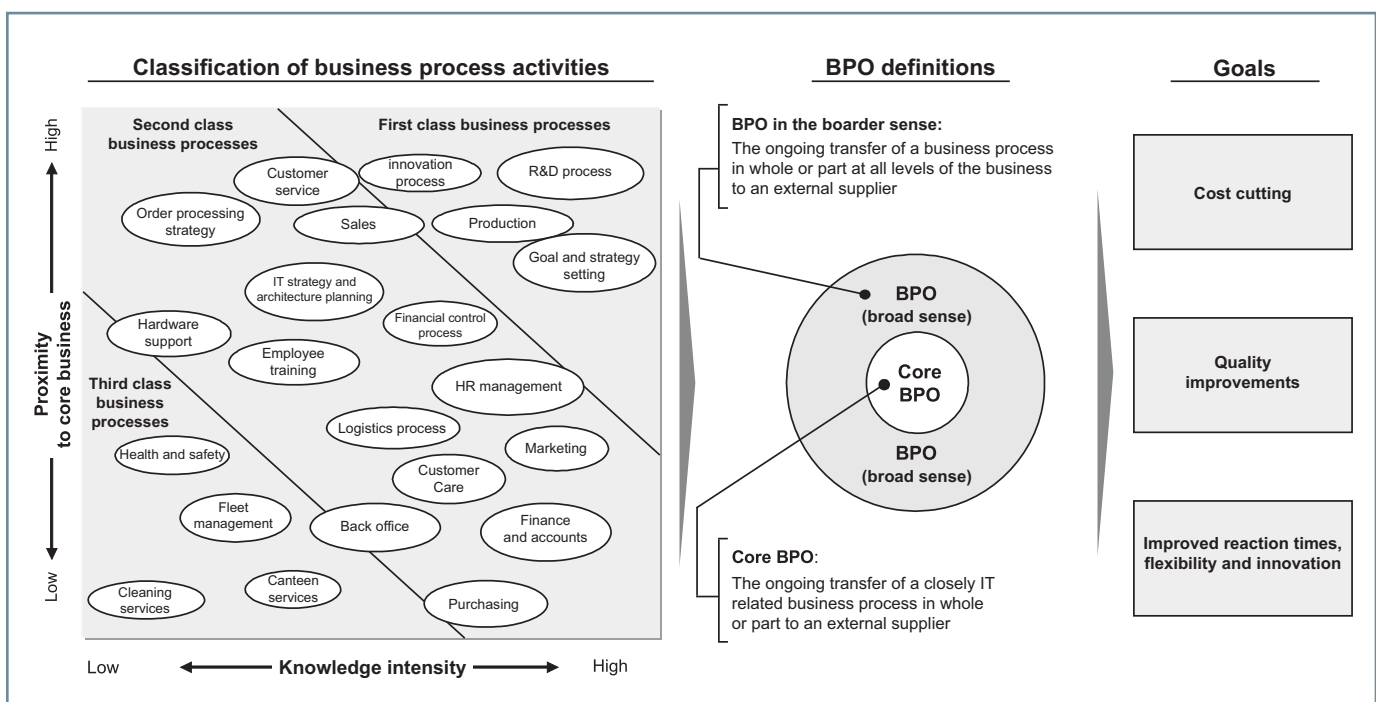 Classification of business process activities
BPO definitions
Goals
High
Proximity
to core business
Low
Second class
business processes
First class business processes
Customer
service
innovation
process
R&D process
Order processing
strategy
Sales
Production
Goal and strategy
setting
IT strategy and
architecture planning
Financial control
process
Hardware
support
Employee
training
HR management
Third class
business
processes
Logistics process
Marketing
Health and safety
Customer
Care
Fleet
management
Back office
Finance
and accounts
Cleaning
services
Canteen
services
Purchasing
Low
Knowledge intensity
High
BPO in the boarder sense:
The ongoing transfer of a business process
in whole or part at all levels of the business
to an external supplier
BPO
(broad sense)
Core
BPO
BPO
(broad sense)
Core BPO:
The ongoing transfer of a closely IT
related business process in whole
or part to an external supplier
Cost cutting
Quality
improvements
Improved reaction times,
flexibility and innovation